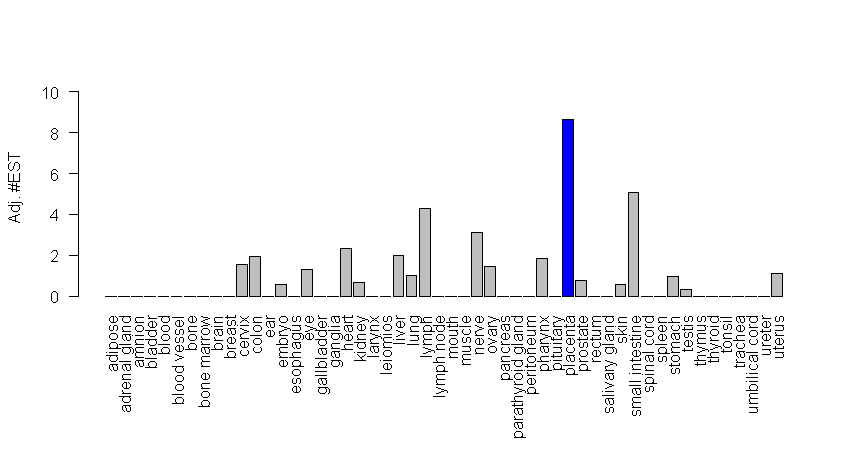 Adj. #EST
10
8
6
4
2
0
adipose
adrenal gland
amnion
bladder
blood
blood vessel
bone
bone marrow
brain
breast
cervix
colon
ear
embryo
esophagus
eye
gallbladder
ganglia
heart
kidney
larynx
leiomios
liver
lung
lymph
lymph node
mouth
muscle
nerve
ovary
pancreas
parathyroid gland
peritoneum
pharynx
pituitary
placenta
prostate
rectum
salivary gland
skin
small intestine
spinal cord
spleen
stomach
testis
thymus
thyroid
tonsil
trachea
umbilical cord
ureter
uterus